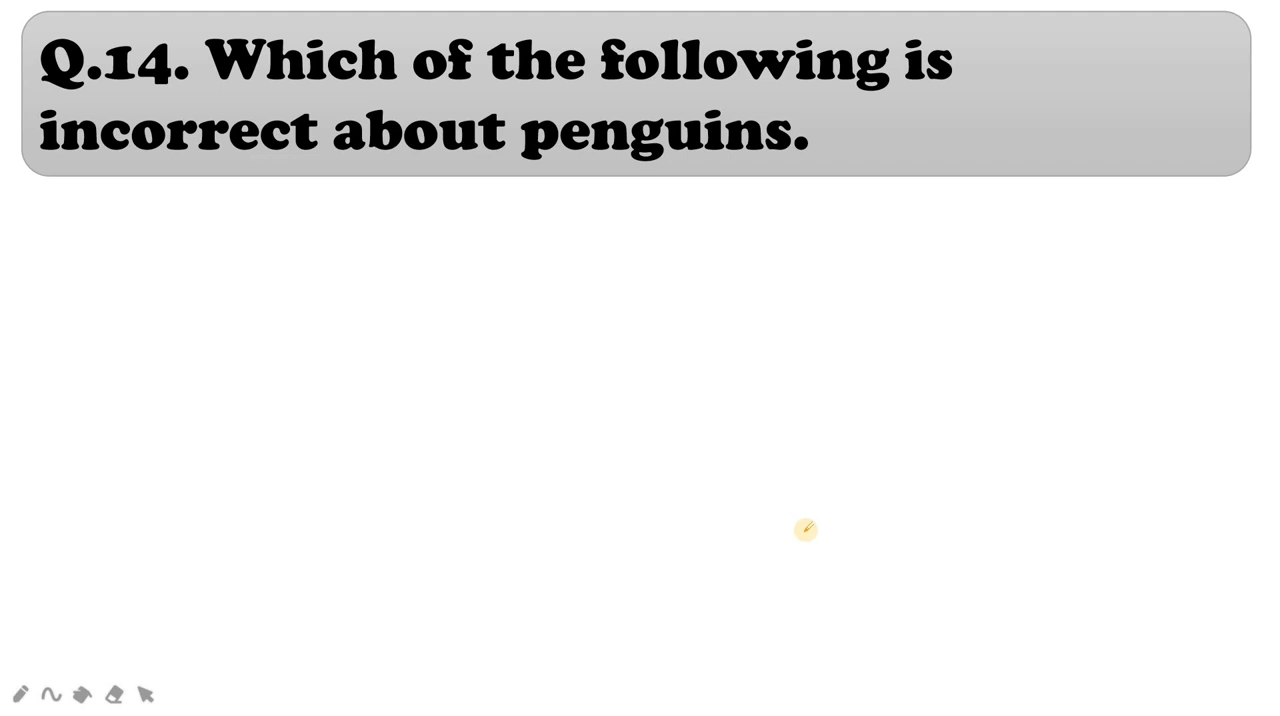 Q.14. Which of the following is
incorrect about penguins.